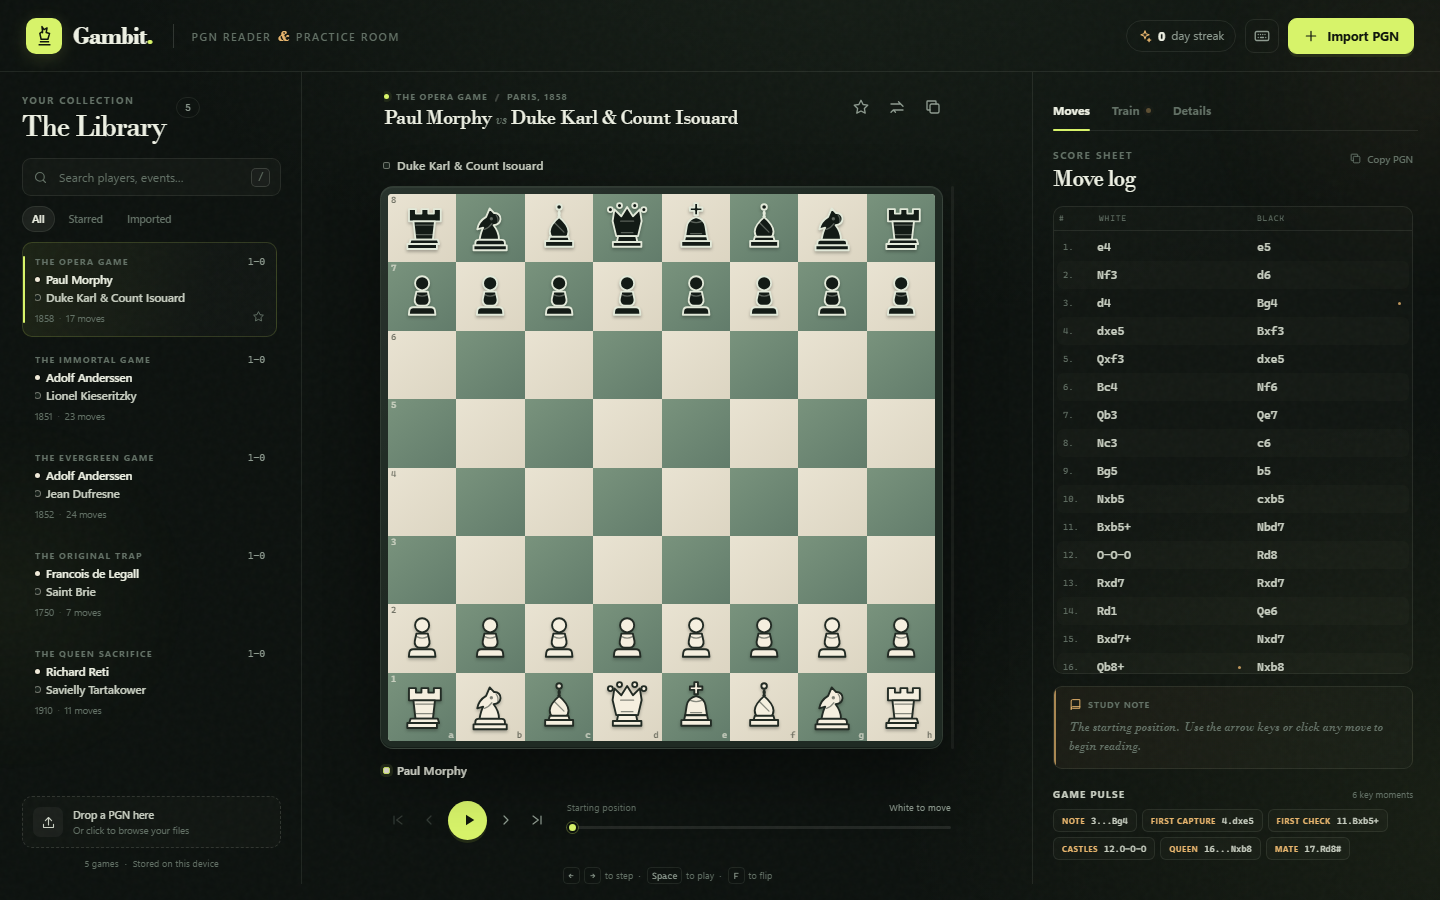 Gambit.
PGN READER & PRACTICE ROOM
0 day streak
Import PGN
YOUR COLLECTION
5
The Library
Search players, events...
/
All
Starred
Imported
THE OPERA GAME 1–0
Paul Morphy
Duke Karl & Count Isouard
1858 · 17 moves
THE IMMORTAL GAME 1–0
Adolf Anderssen
Lionel Kieseritzky
1851 · 23 moves
THE EVERGREEN GAME 1–0
Adolf Anderssen
Jean Dufresne
1852 · 24 moves
THE ORIGINAL TRAP 1–0
Francois de Legall
Saint Brie
1750 · 7 moves
THE QUEEN SACRIFICE 1–0
Richard Reti
Savielly Tartakower
1910 · 11 moves
Drop a PGN here
Or click to browse your files
5 games · Stored on this device
THE OPERA GAME / PARIS, 1858
Paul Morphy vs Duke Karl & Count Isouard
Duke Karl & Count Isouard
8
7
6
5
4
3
2
1
a b c d e f g h
Paul Morphy
Starting position White to move
← → to step · Space to play · F to flip
Moves
Train
Details
SCORE SHEET
Copy PGN
Move log
# WHITE BLACK
1. e4 e5
2. Nf3 d6
3. d4 Bg4
4. dxe5 Bxf3
5. Qxf3 dxe5
6. Bc4 Nf6
7. Qb3 Qe7
8. Nc3 c6
9. Bg5 b5
10. Nxb5 cxb5
11. Bxb5+ Nbd7
12. O-O-O Rd8
13. Rxd7 Rxd7
14. Rd1 Qe6
15. Bxd7+ Nxd7
16. Qb8+ Nxb8
STUDY NOTE
The starting position. Use the arrow keys or click any move to
begin reading.
GAME PULSE 6 key moments
NOTE 3...Bg4
FIRST CAPTURE 4.dxe5
FIRST CHECK 11.Bxb5+
CASTLES 12.O-O-O
QUEEN 16...Nxb8
MATE 17.Rd8#